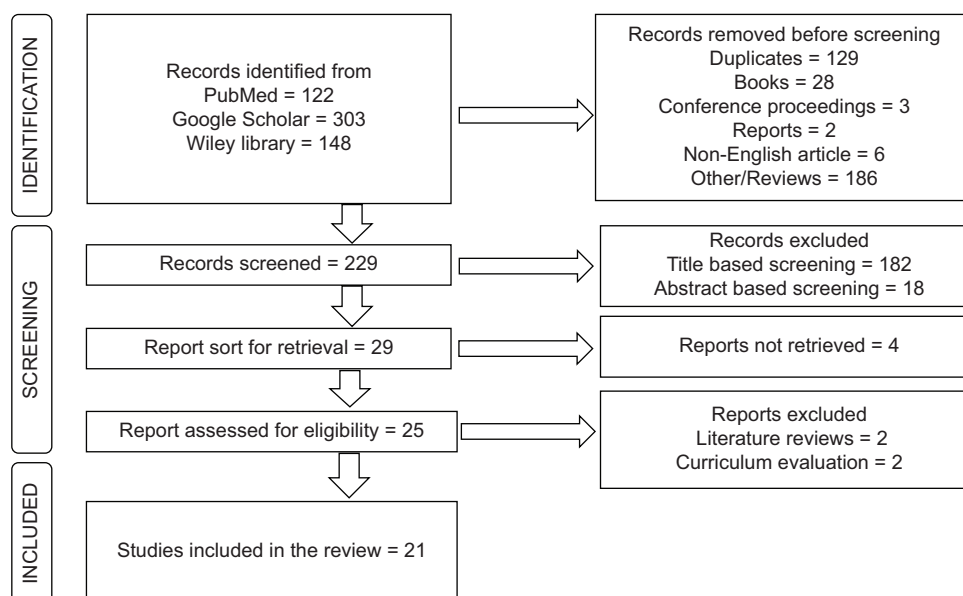 IDENTIFICATION
Records identified from
PubMed = 122
Google Scholar = 303
Wiley library = 148
Records removed before screening
Duplicates = 129
Books = 28
Conference proceedings = 3
Reports = 2
Non-English article = 6
Other/Reviews = 186
SCREENING
Records screened = 229
Records excluded
Title based screening = 182
Abstract based screening = 18
Report sort for retrieval = 29
Reports not retrieved = 4
Report assessed for eligibility = 25
Reports excluded
Literature reviews = 2
Curriculum evaluation = 2
INCLUDED
Studies included in the review = 21